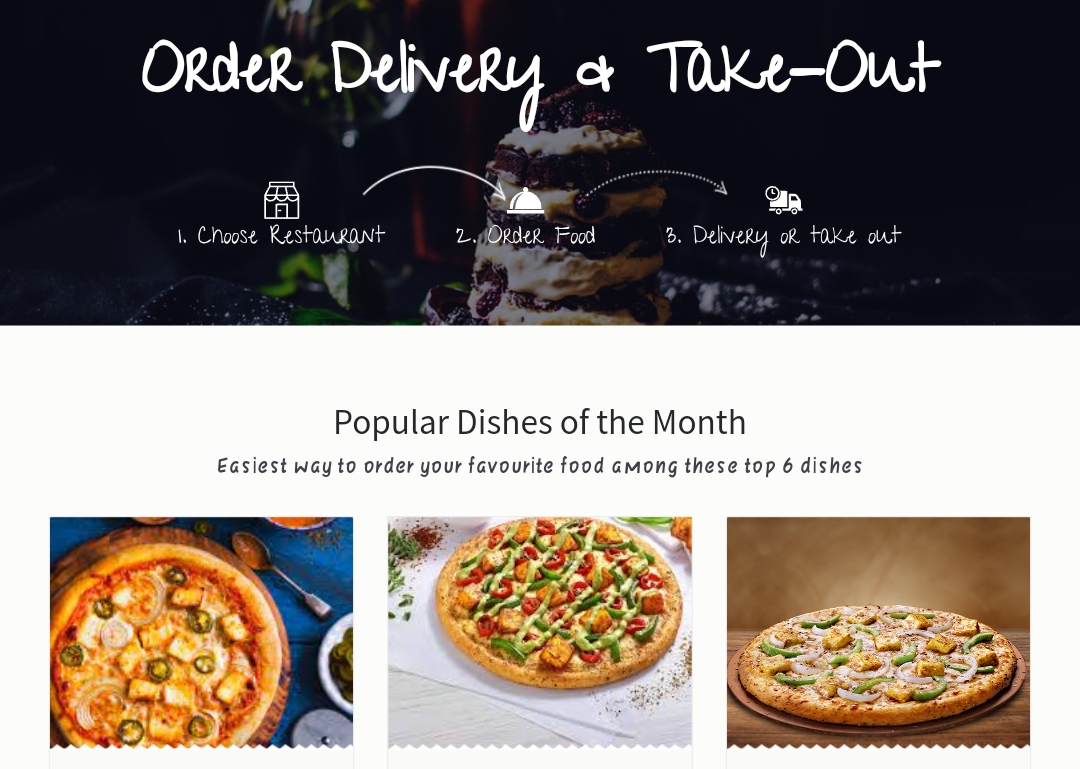 Order Delivery & Take-Out
1. Choose Restaurant
2. Order Food
3. Delivery or take out
Popular Dishes of the Month
Easiest way to order your favourite food among these top 6 dishes